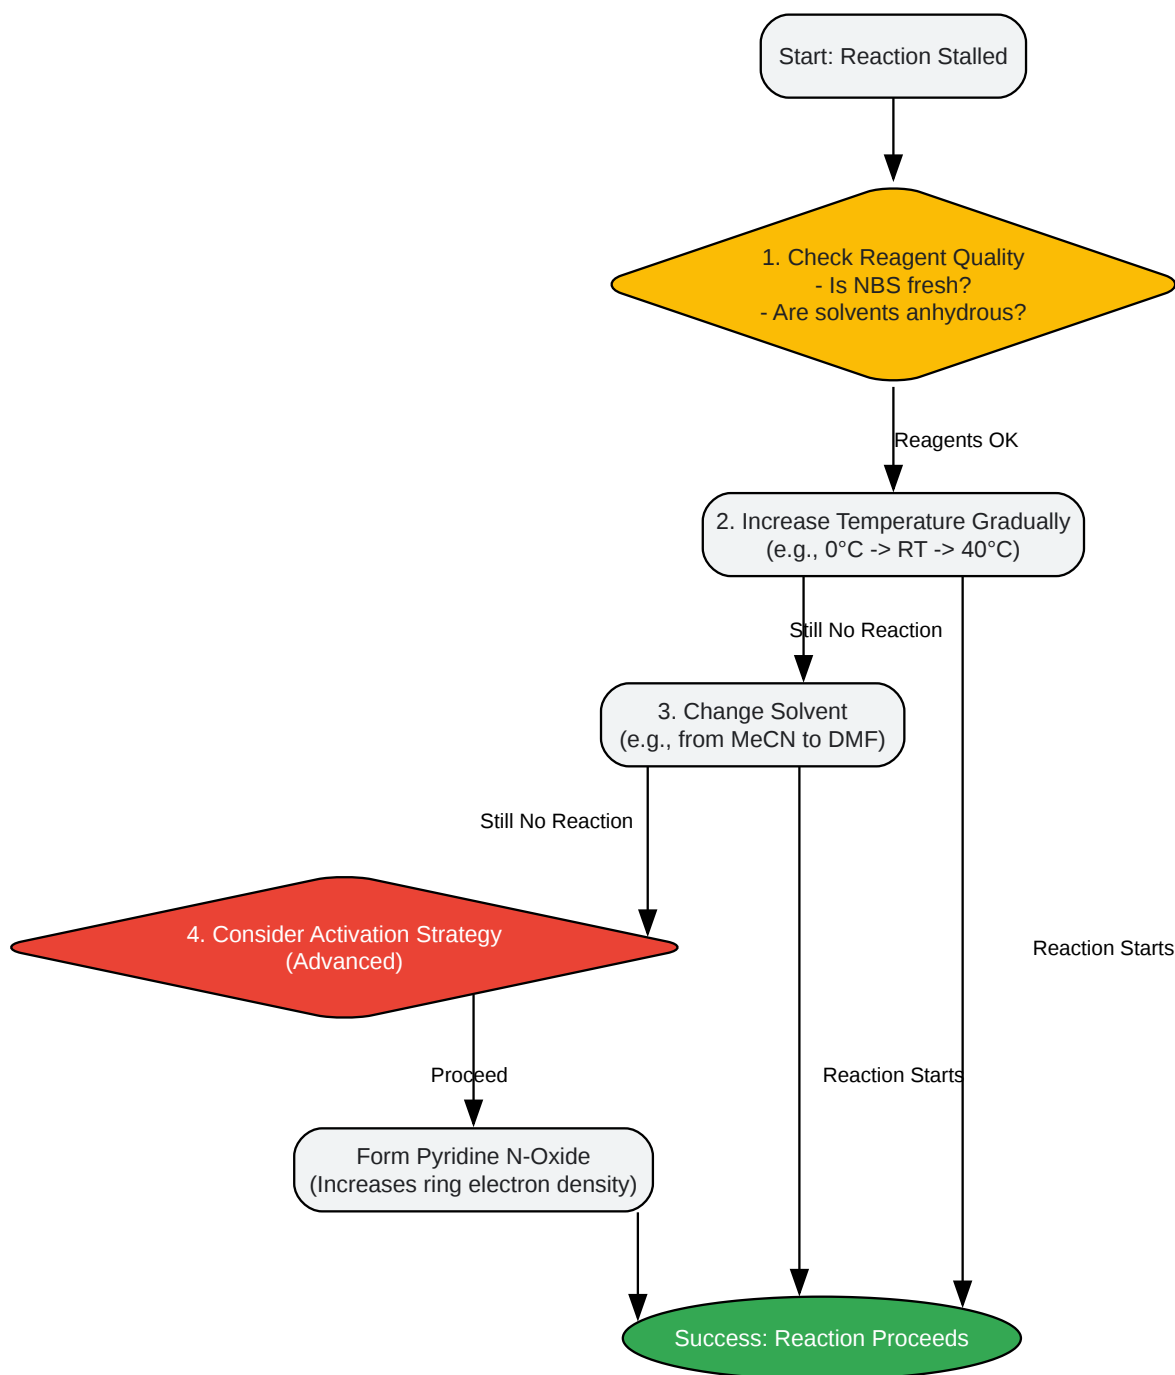 Start: Reaction Stalled
1. Check Reagent Quality
- Is NBS fresh?
- Are solvents anhydrous?
Reagents OK
2. Increase Temperature Gradually
(e.g., 0°C -> RT -> 40°C)
Still No Reaction
3. Change Solvent
(e.g., from MeCN to DMF)
Still No Reaction
4. Consider Activation Strategy
(Advanced)
Reaction Starts
Proceed
Reaction Starts
Form Pyridine N-Oxide
(Increases ring electron density)
Success: Reaction Proceeds